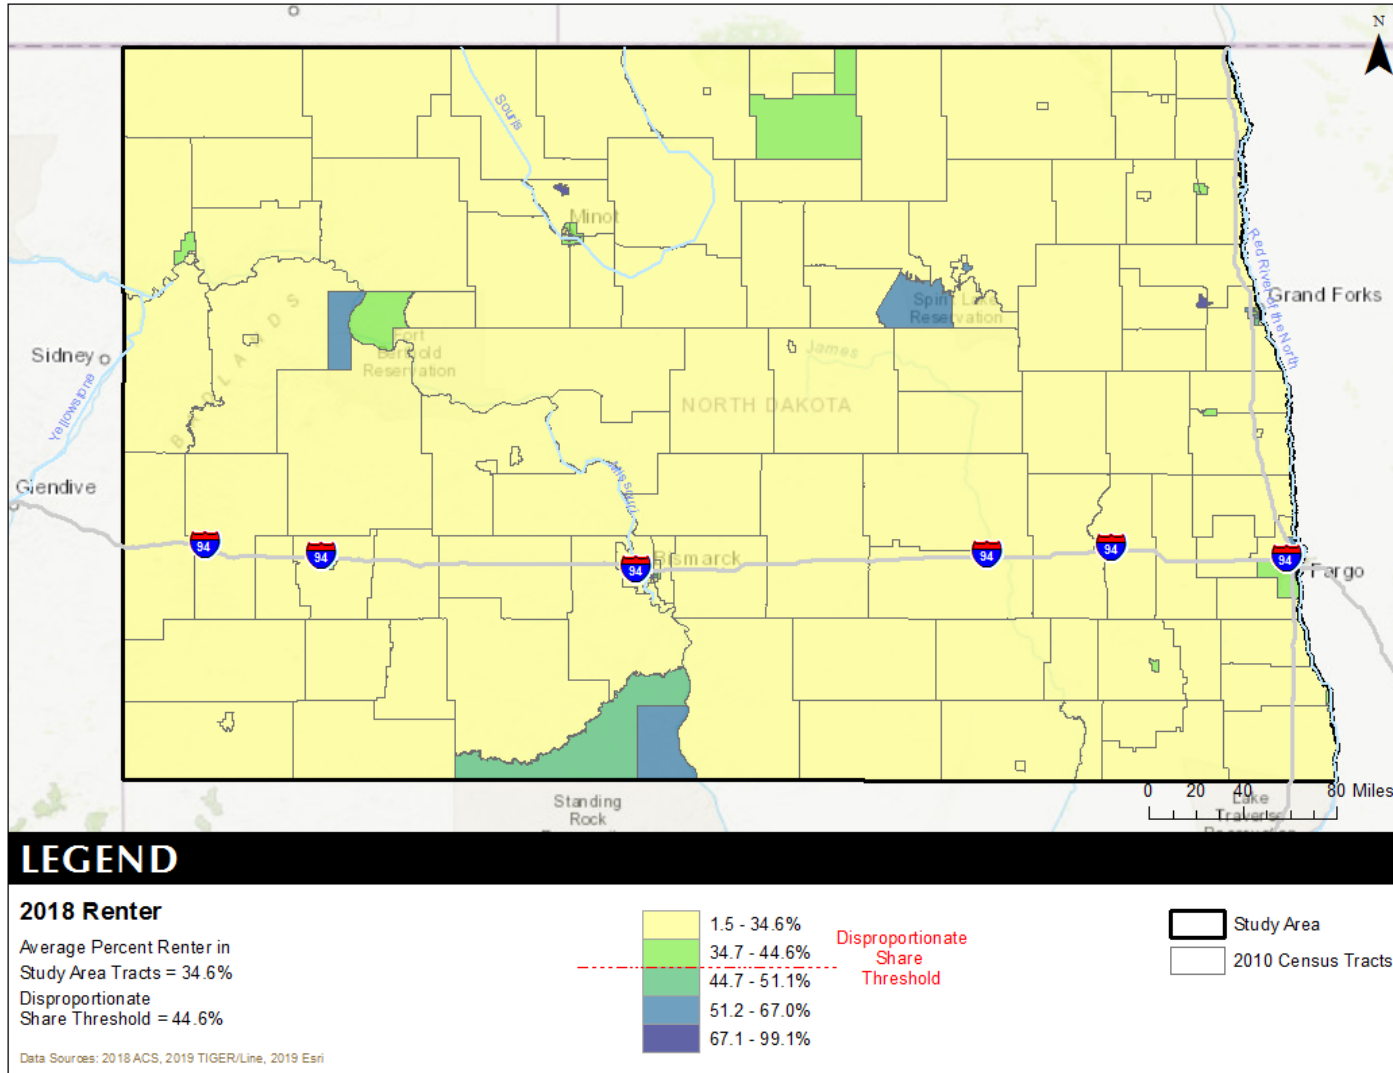 N
Souris
Minot
Red River of the North
Grand Forks
Spirit Lake
Reservation
BADLANDS
Fort
Berthold
Reservation
Sidney
James
Yellowstone
NORTH DAKOTA
Glendive
Missouri
94
94
94
94
94
94
Bismarck
Fargo
0 20 40 80 Miles
Lake
Traverse
Reservation
Standing
Rock
LEGEND
2018 Renter
Average Percent Renter in
Study Area Tracts = 34.6%
Disproportionate
Share Threshold = 44.6%
Data Sources: 2018 ACS, 2019 TIGER/Line, 2019 Esri
1.5 - 34.6%
34.7 - 44.6%
44.7 - 51.1%
51.2 - 67.0%
67.1 - 99.1%
Disproportionate
Share
Threshold
Study Area
2010 Census Tracts